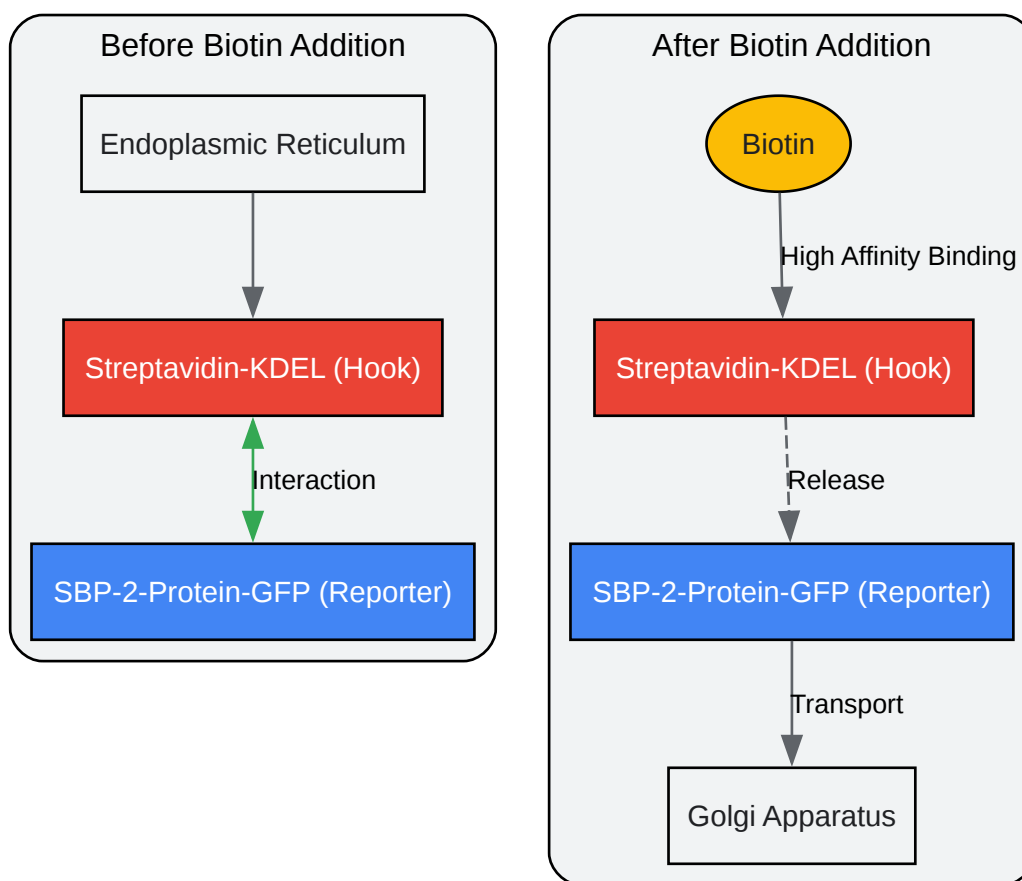 Before Biotin Addition
Endoplasmic Reticulum
Streptavidin-KDEL (Hook)
Interaction
SBP-2-Protein-GFP (Reporter)
After Biotin Addition
Biotin
High Affinity Binding
Streptavidin-KDEL (Hook)
Release
SBP-2-Protein-GFP (Reporter)
Transport
Golgi Apparatus